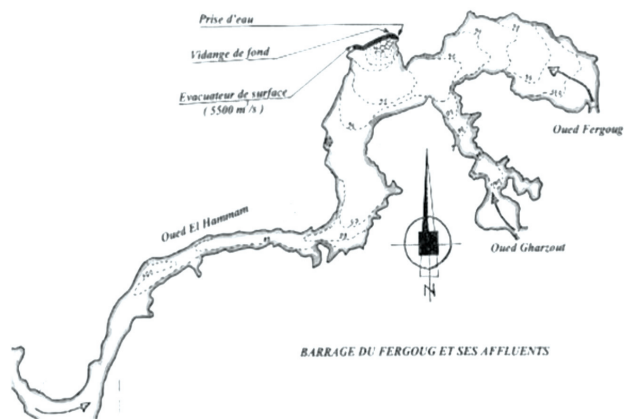 Prise d'eau
Vidange de fond
Evacuateur de surface
( 5500 m³/s )
Oued Fergoug
Oued El Hammam
Oued Gharzout
N
BARRAGE DU FERGOUG ET SES AFFLUENTS